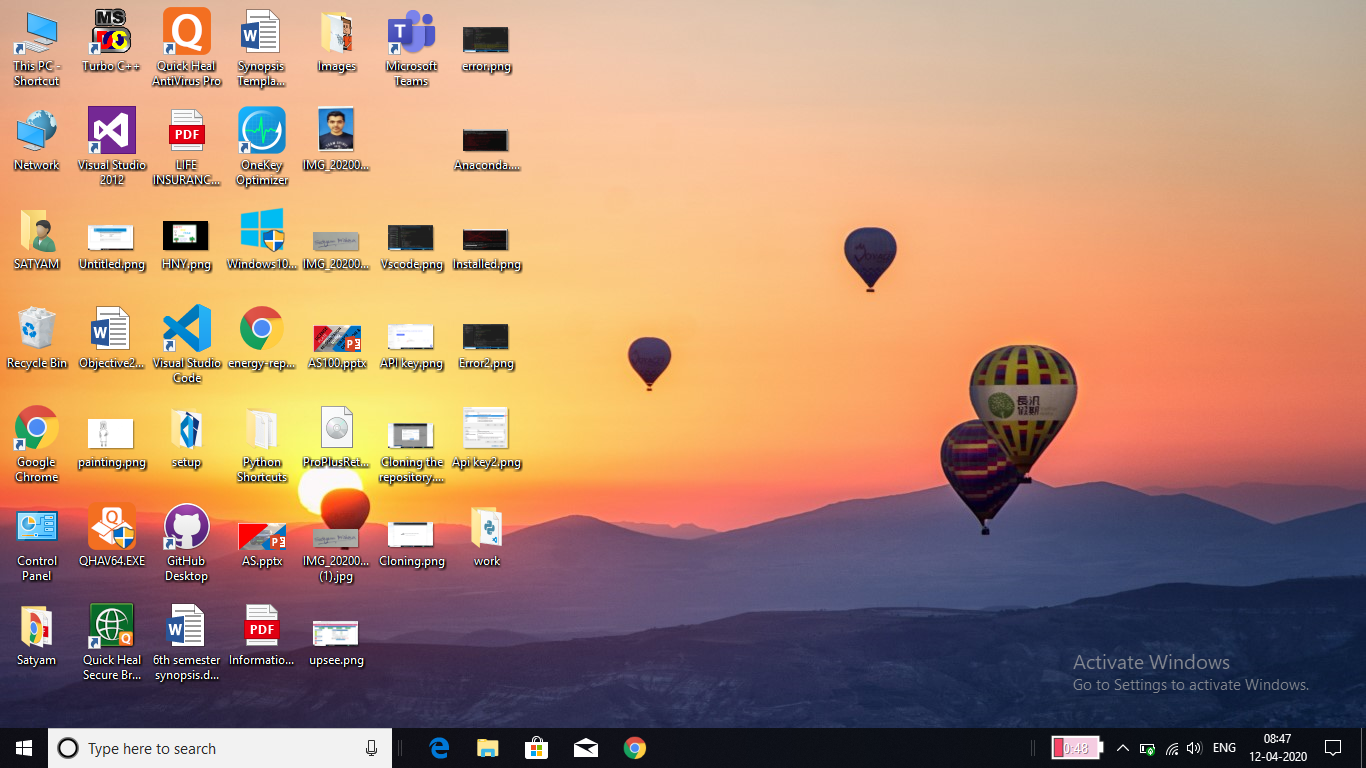 This PC -
Shortcut
MS
Turbo C++
Quick Heal
AntiVirus Pro
Synopsis
Templa...
Images
Microsoft
Teams
error.png
Network
Visual Studio
2012
PDF
LIFE
INSURANC...
OneKey
Optimizer
IMG_20200...
Anaconda....
SATYAM
Untitled.png
HNY.png
Windows10...
IMG_20200...
Vscode.png
Installed.png
Recycle Bin
Objective2...
Visual Studio
Code
energy-rep...
AS100.pptx
API key.png
Error2.png
Google
Chrome
painting.png
setup
Python
Shortcuts
ProPlusRet...
Cloning the
repository....
Api key2.png
Control
Panel
QHAV64.EXE
GitHub
Desktop
AS.pptx
IMG_20200...
(1).jpg
Cloning.png
work
Satyam
Quick Heal
Secure Br...
6th semester
synopsis.d...
PDF
Informatio...
upsee.png
長汎
假期
Activate Windows
Go to Settings to activate Windows.
Type here to search
0:48
ENG
08:47
12-04-2020